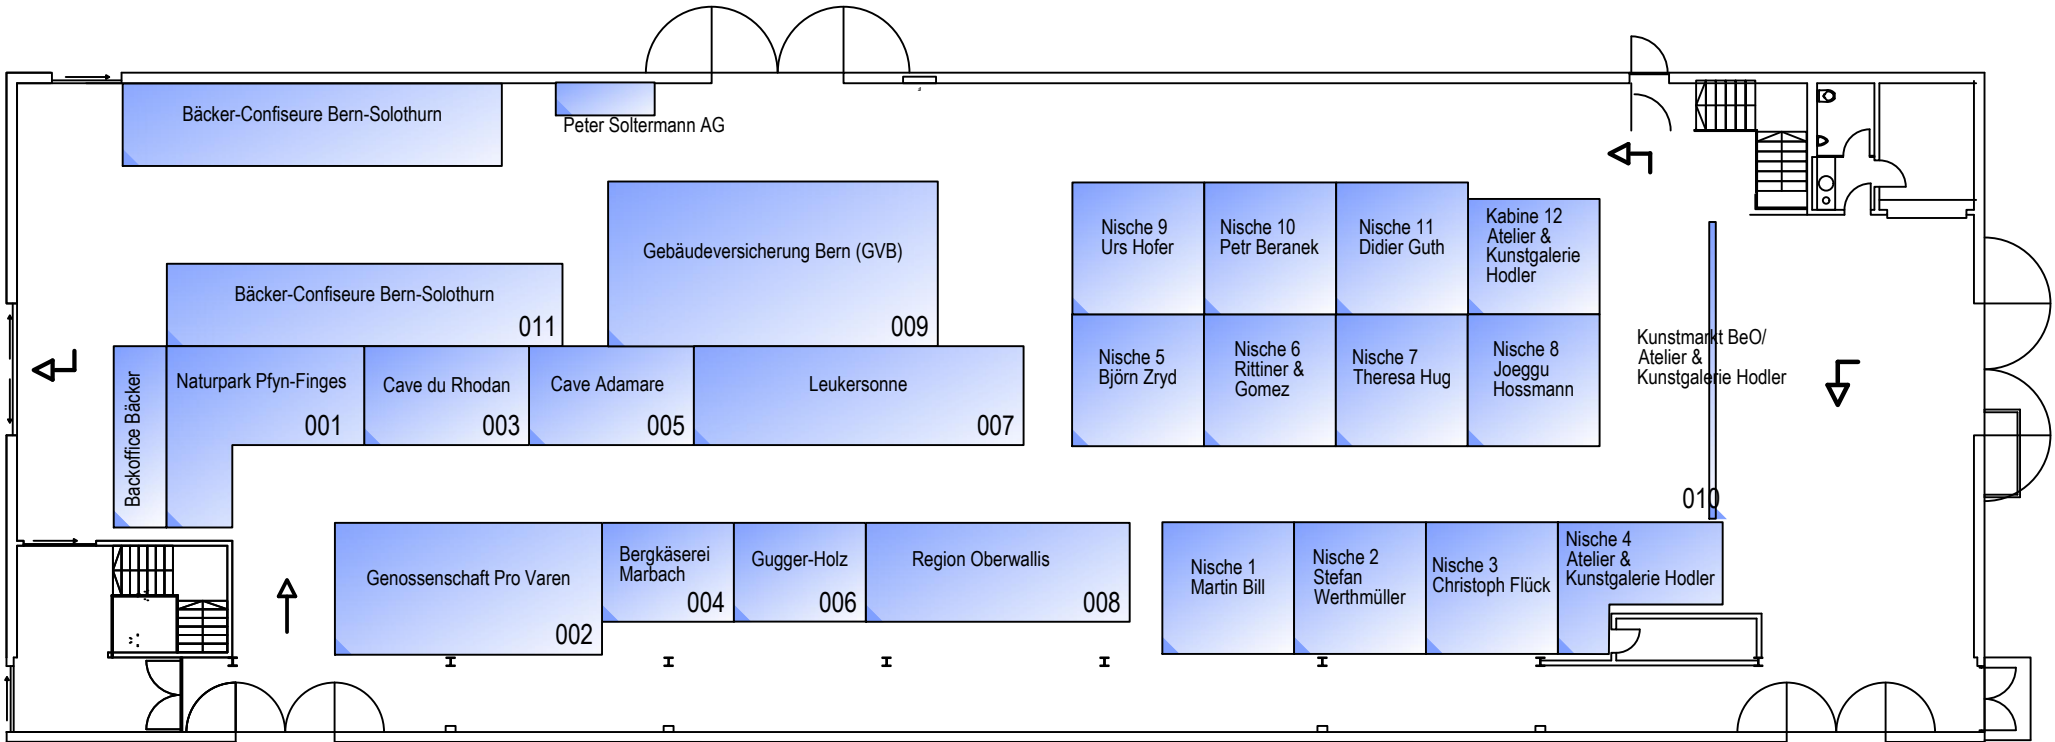 Bäcker-Confiseure Bern-Solothurn
Peter Soltermann AG
Gebäudeversicherung Bern (GVB)
009
Bäcker-Confiseure Bern-Solothurn
011
Backoffice Bäcker
Naturpark Pfyn-Finges
001
Cave du Rhodan
003
Cave Adamare
005
Leukersonne
007
Nische 9
Urs Hofer
Nische 10
Petr Beranek
Nische 11
Didier Guth
Kabine 12
Atelier &
Kunstgalerie
Hodler
Nische 5
Björn Zryd
Nische 6
Rittiner &
Gomez
Nische 7
Theresa Hug
Nische 8
Joeggu
Hossmann
Kunstmarkt BeO/
Atelier &
Kunstgalerie Hodler
010
Genossenschaft Pro Varen
002
Bergkäserei
Marbach
004
Gugger-Holz
006
Region Oberwallis
008
Nische 1
Martin Bill
Nische 2
Stefan
Werthmüller
Nische 3
Christoph Flück
Nische 4
Atelier &
Kunstgalerie Hodler